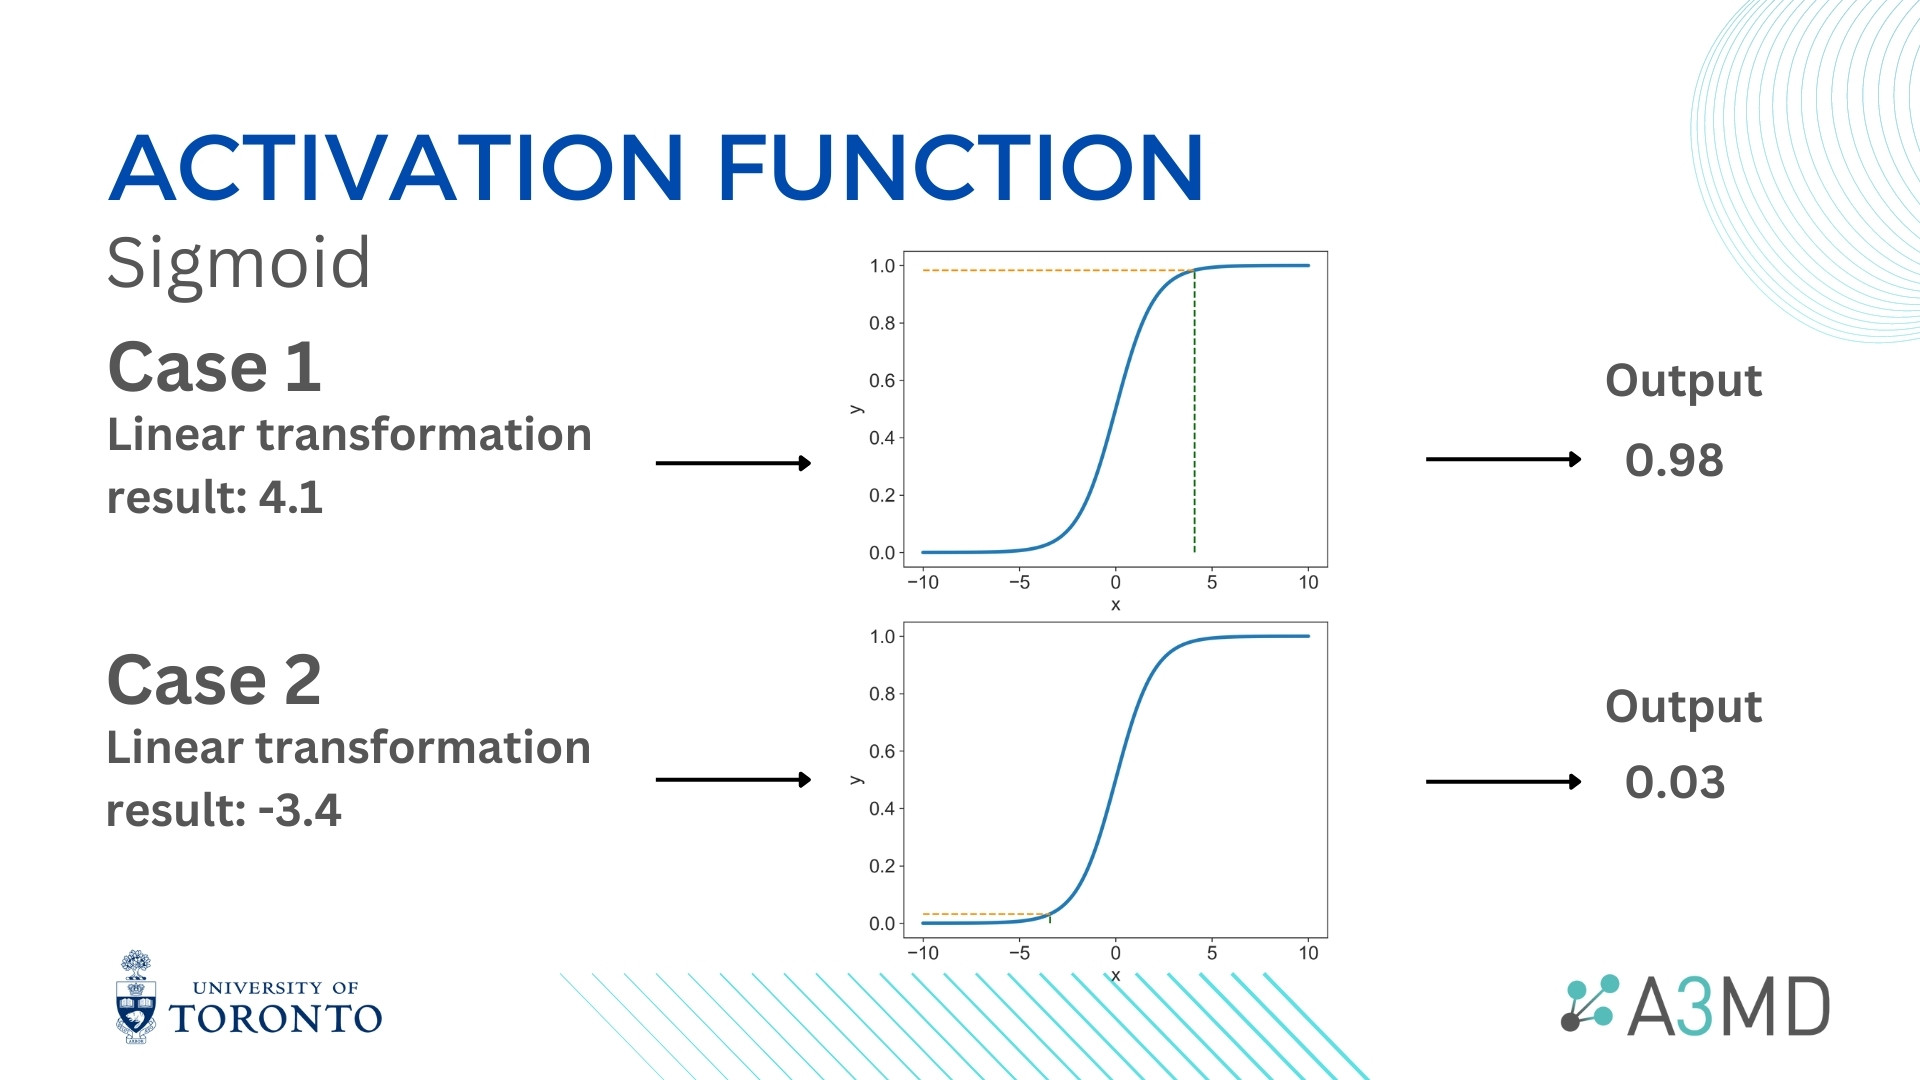 ACTIVATION FUNCTION
Sigmoid
Case 1
Linear transformation
result: 4.1
1.0
0.8
0.6
0.4
0.2
0.0
y
−10 −5 0 5 10
x
Output
0.98
Case 2
Linear transformation
result: -3.4
1.0
0.8
0.6
0.4
0.2
0.0
y
−10 −5 0 5 10
x
Output
0.03
UNIVERSITY OF
TORONTO
A3MD